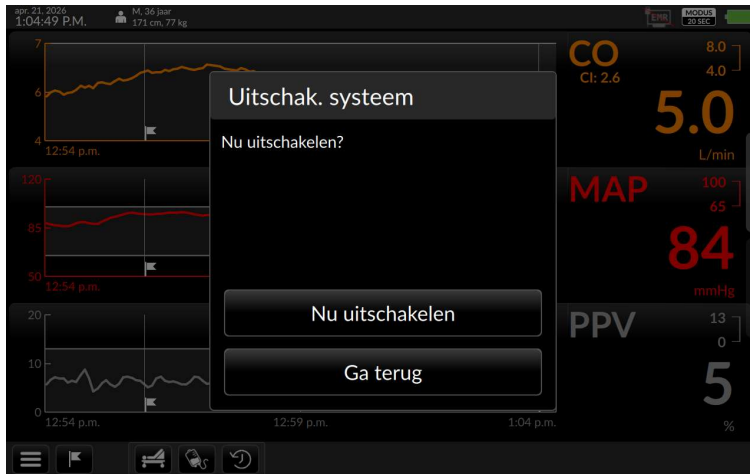 apr. 21, 2026
1:04:49 P.M.
M, 36 jaar
171 cm, 77 kg
EMR
MODUS
20 SEC
7
6
4
12:54 p.m.
CO
CI: 2.6
8.0
4.0
5.0
L/min
Uitschak. systeem
Nu uitschakelen?
Nu uitschakelen
Ga terug
120
85
50
12:54 p.m.
MAP
100
65
84
mmHg
20
10
0
12:54 p.m.
12:59 p.m.
1:04 p.m.
PPV
13
0
5
%